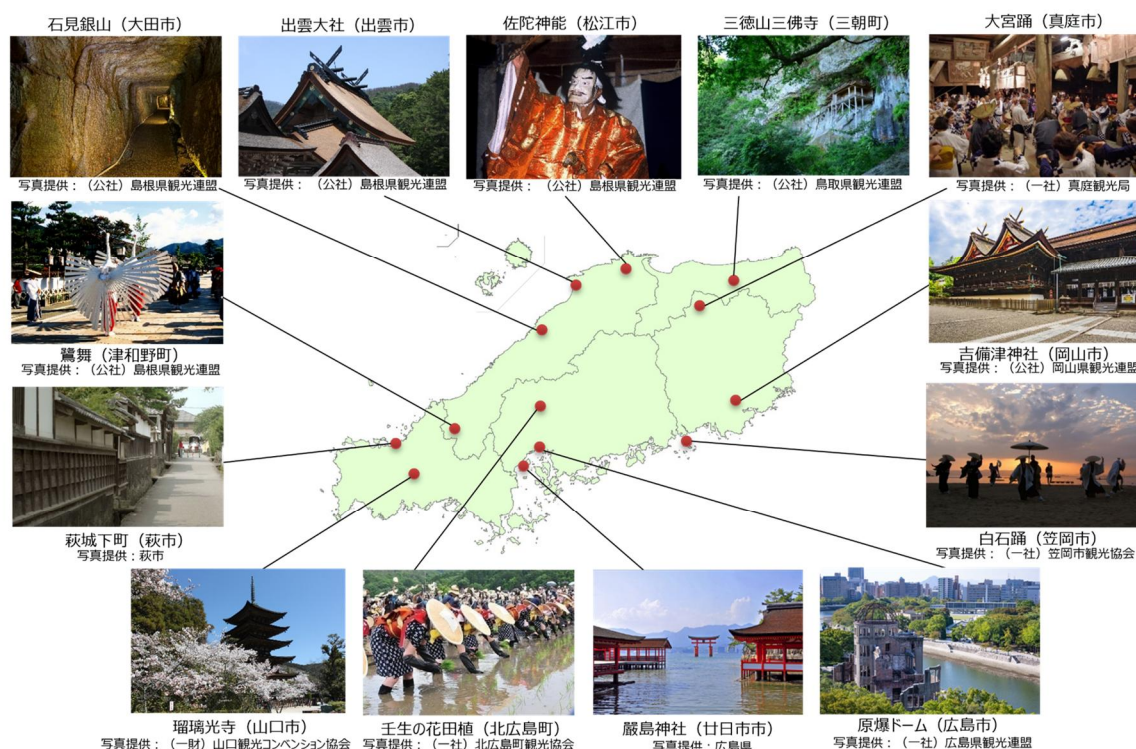 石見銀山（大田市）
写真提供：（公社）島根県観光連盟
出雲大社（出雲市）
写真提供：（公社）島根県観光連盟
佐陀神能（松江市）
写真提供：（公社）島根県観光連盟
三徳山三佛寺（三朝町）
写真提供：（公社）鳥取県観光連盟
大宮踊（真庭市）
写真提供：（一社）真庭観光局
鷺舞（津和野町）
写真提供：（公社）島根県観光連盟
吉備津神社（岡山市）
写真提供：（公社）岡山県観光連盟
萩城下町（萩市）
写真提供：萩市
白石踊（笠岡市）
写真提供：（一社）笠岡市観光協会
瑠璃光寺（山口市）
写真提供：（一財）山口観光コンベンション協会
壬生の花田植（北広島町）
写真提供：（一社）北広島町観光協会
嚴島神社（廿日市市）
写真提供：広島県
原爆ドーム（広島市）
写真提供：（一社）広島県観光連盟